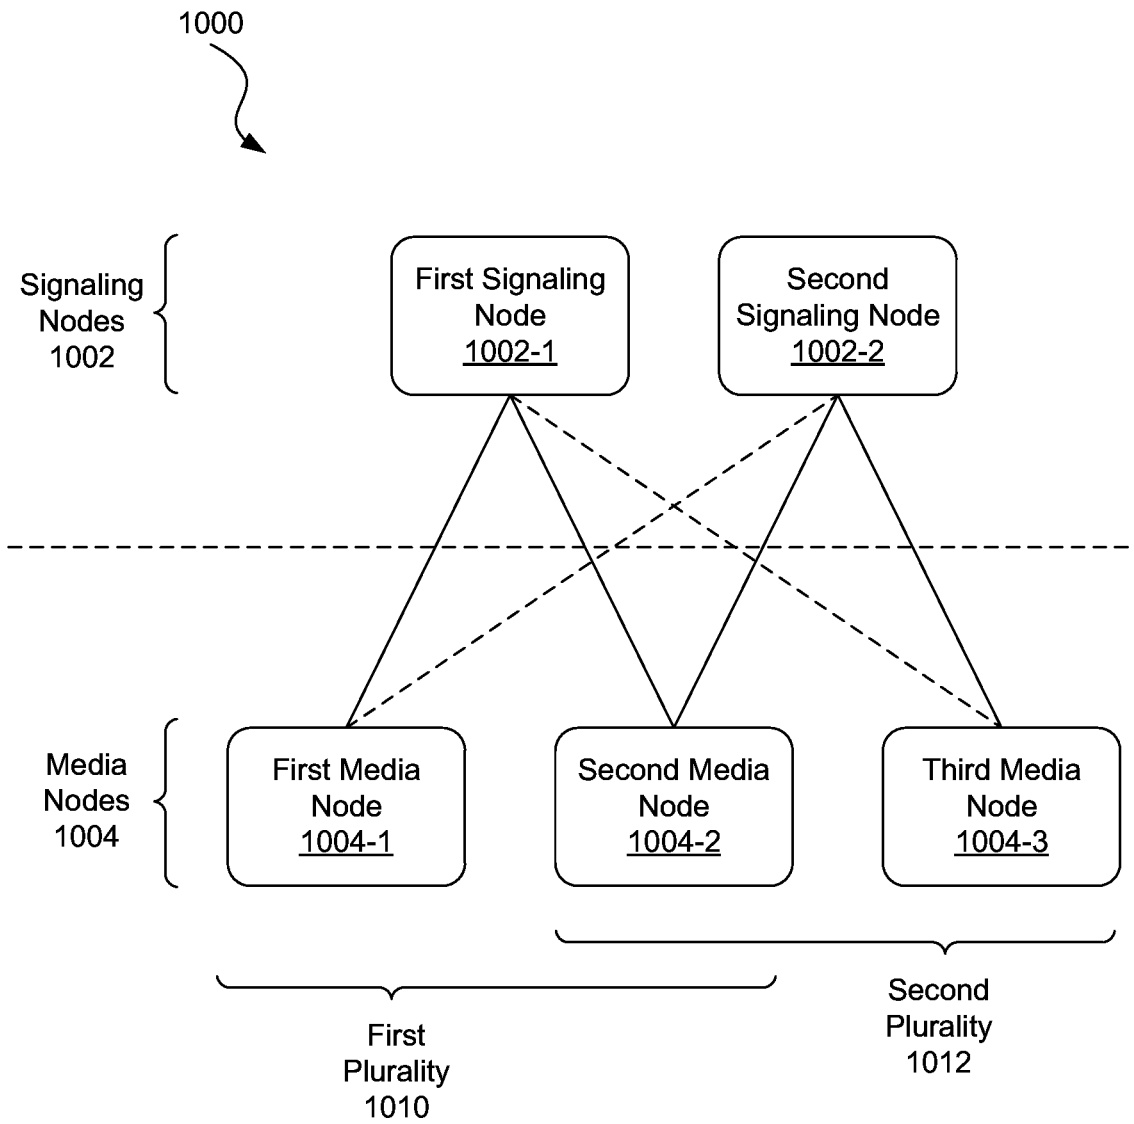 1000
Signaling
Nodes
1002
First Signaling
Node
1002-1
Second
Signaling Node
1002-2
Media
Nodes
1004
First Media
Node
1004-1
Second Media
Node
1004-2
Third Media
Node
1004-3
First
Plurality
1010
Second
Plurality
1012